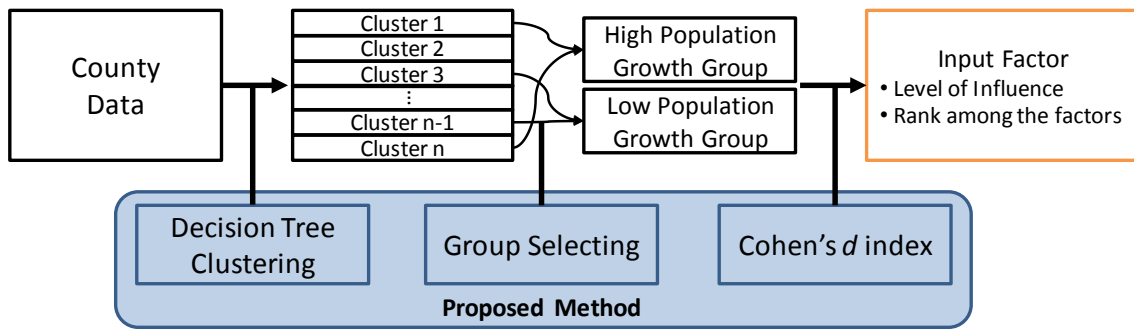 County
Data
Cluster 1
Cluster 2
Cluster 3
⋮
Cluster n-1
Cluster n
High Population
Growth Group
Low Population
Growth Group
Input Factor
• Level of Influence
• Rank among the factors
Decision Tree
Clustering
Group Selecting
Cohen's d index
Proposed Method